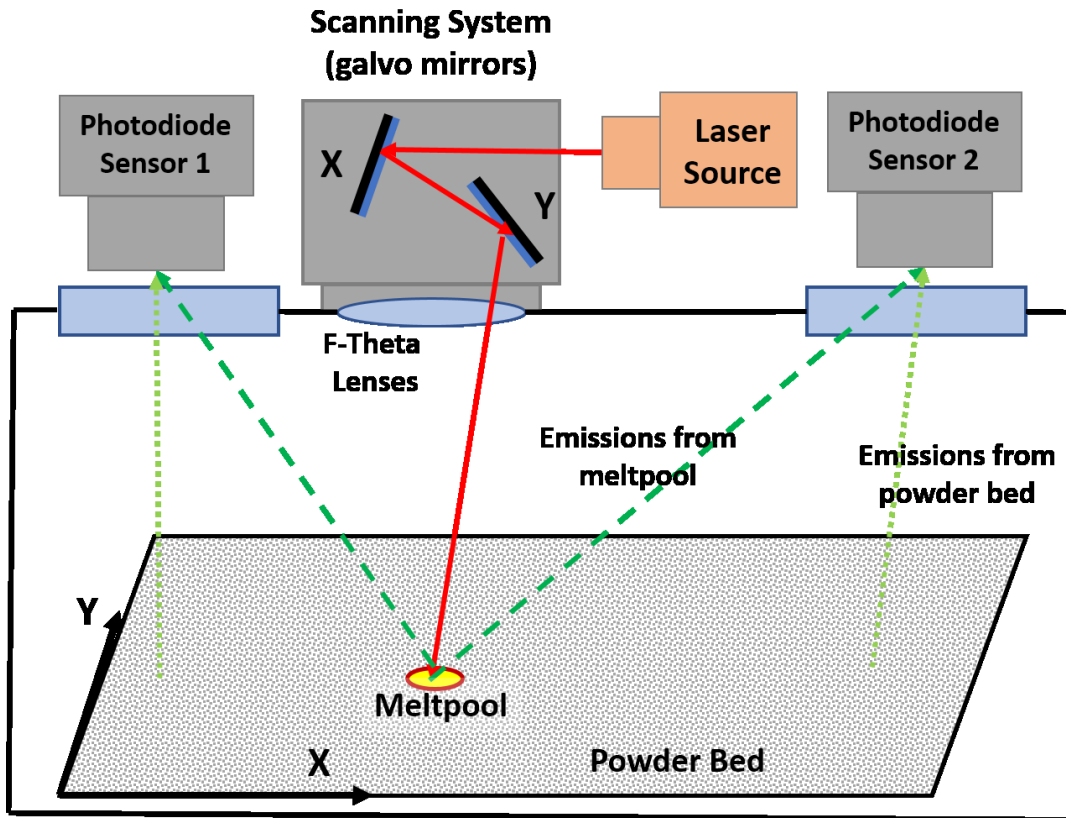 Scanning System
(galvo mirrors)
Photodiode
Sensor 1
X
Y
Laser
Source
Photodiode
Sensor 2
F-Theta
Lenses
Emissions from
meltpool
Emissions from
powder bed
Y
Meltpool
X
Powder Bed